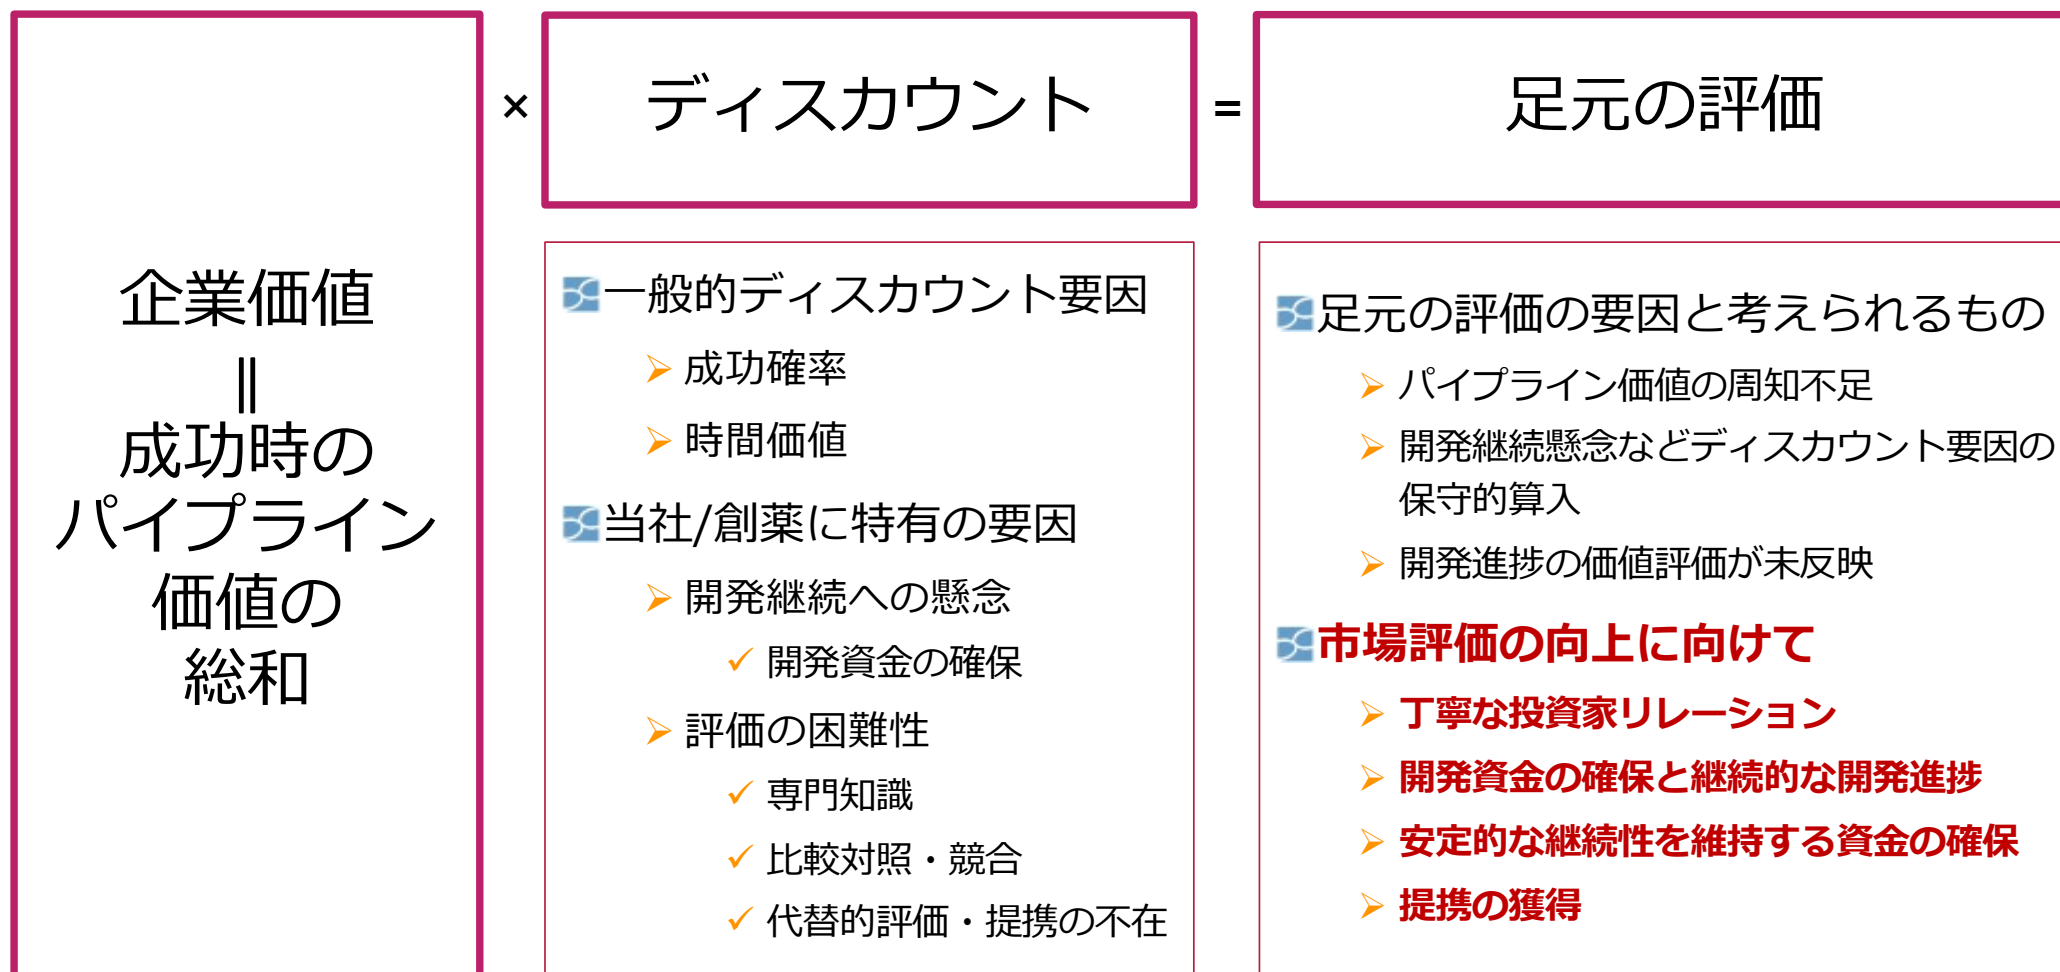 企業価値
||
成功時の
パイプライン
価値の
総和
×
ディスカウント
=
足元の評価
一般的ディスカウント要因
成功確率
時間価値
当社/創薬に特有の要因
開発継続への懸念
開発資金の確保
評価の困難性
専門知識
比較対照・競合
代替的評価・提携の不在
足元の評価の要因と考えられるもの
パイプライン価値の周知不足
開発継続懸念などディスカウント要因の
保守的算入
開発進捗の価値評価が未反映
市場評価の向上に向けて
丁寧な投資家リレーション
開発資金の確保と継続的な開発進捗
安定的な継続性を維持する資金の確保
提携の獲得